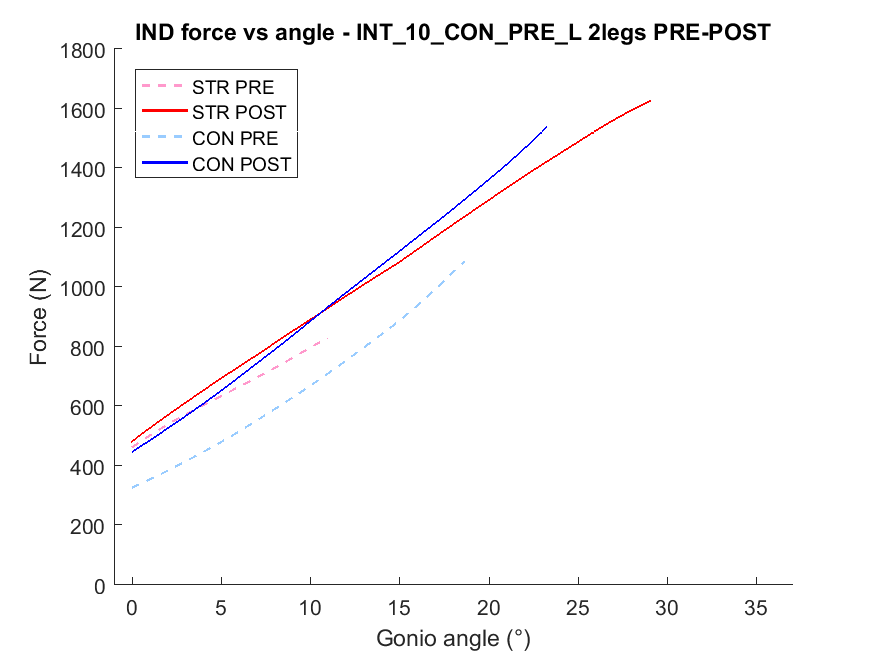 IND force vs angle - INT_10_CON_PRE_L 2legs PRE-POST
1800
1600
1400
1200
1000
800
600
400
200
0
STR PRE
STR POST
CON PRE
CON POST
Force (N)
0 5 10 15 20 25 30 35
Gonio angle (°)